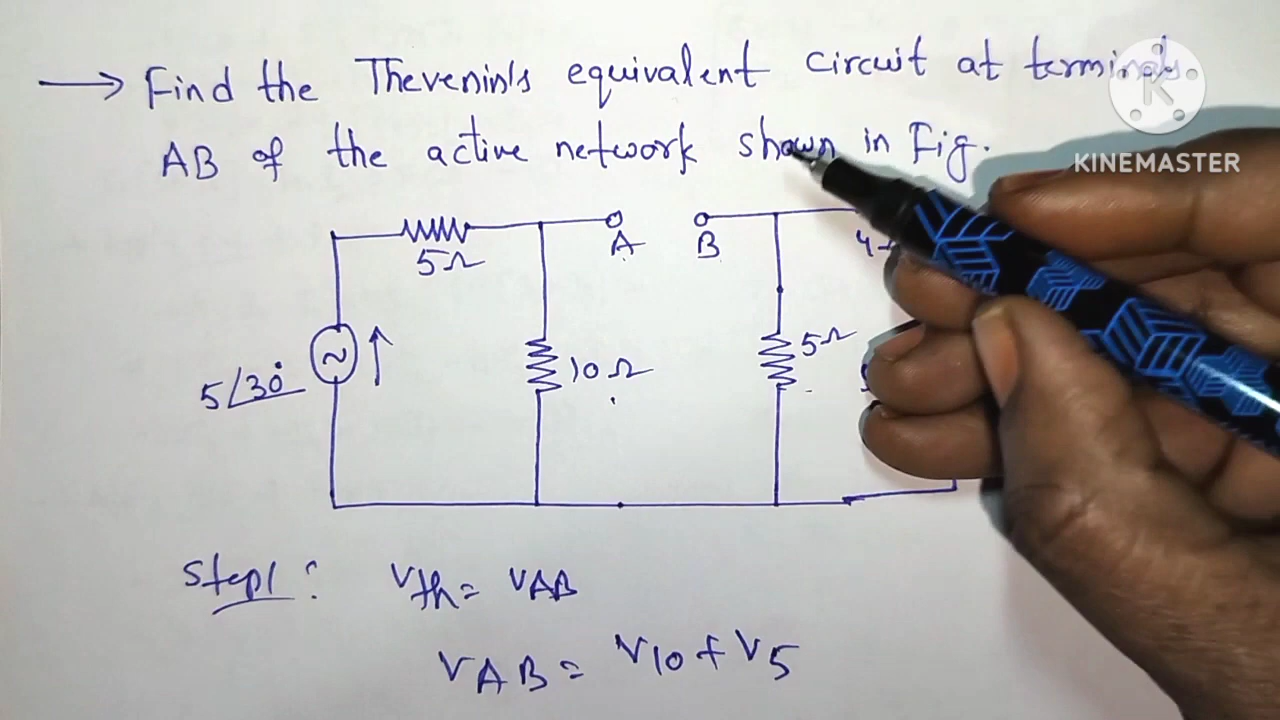 → Find the Thevenin's equivalent circuit at terminals
AB of the active network shown in Fig.
KINEMASTER
5Ω
A
B
4
5/30°
10Ω
5Ω
Step1 :
Vth = VAB
VAB = V10 + V5